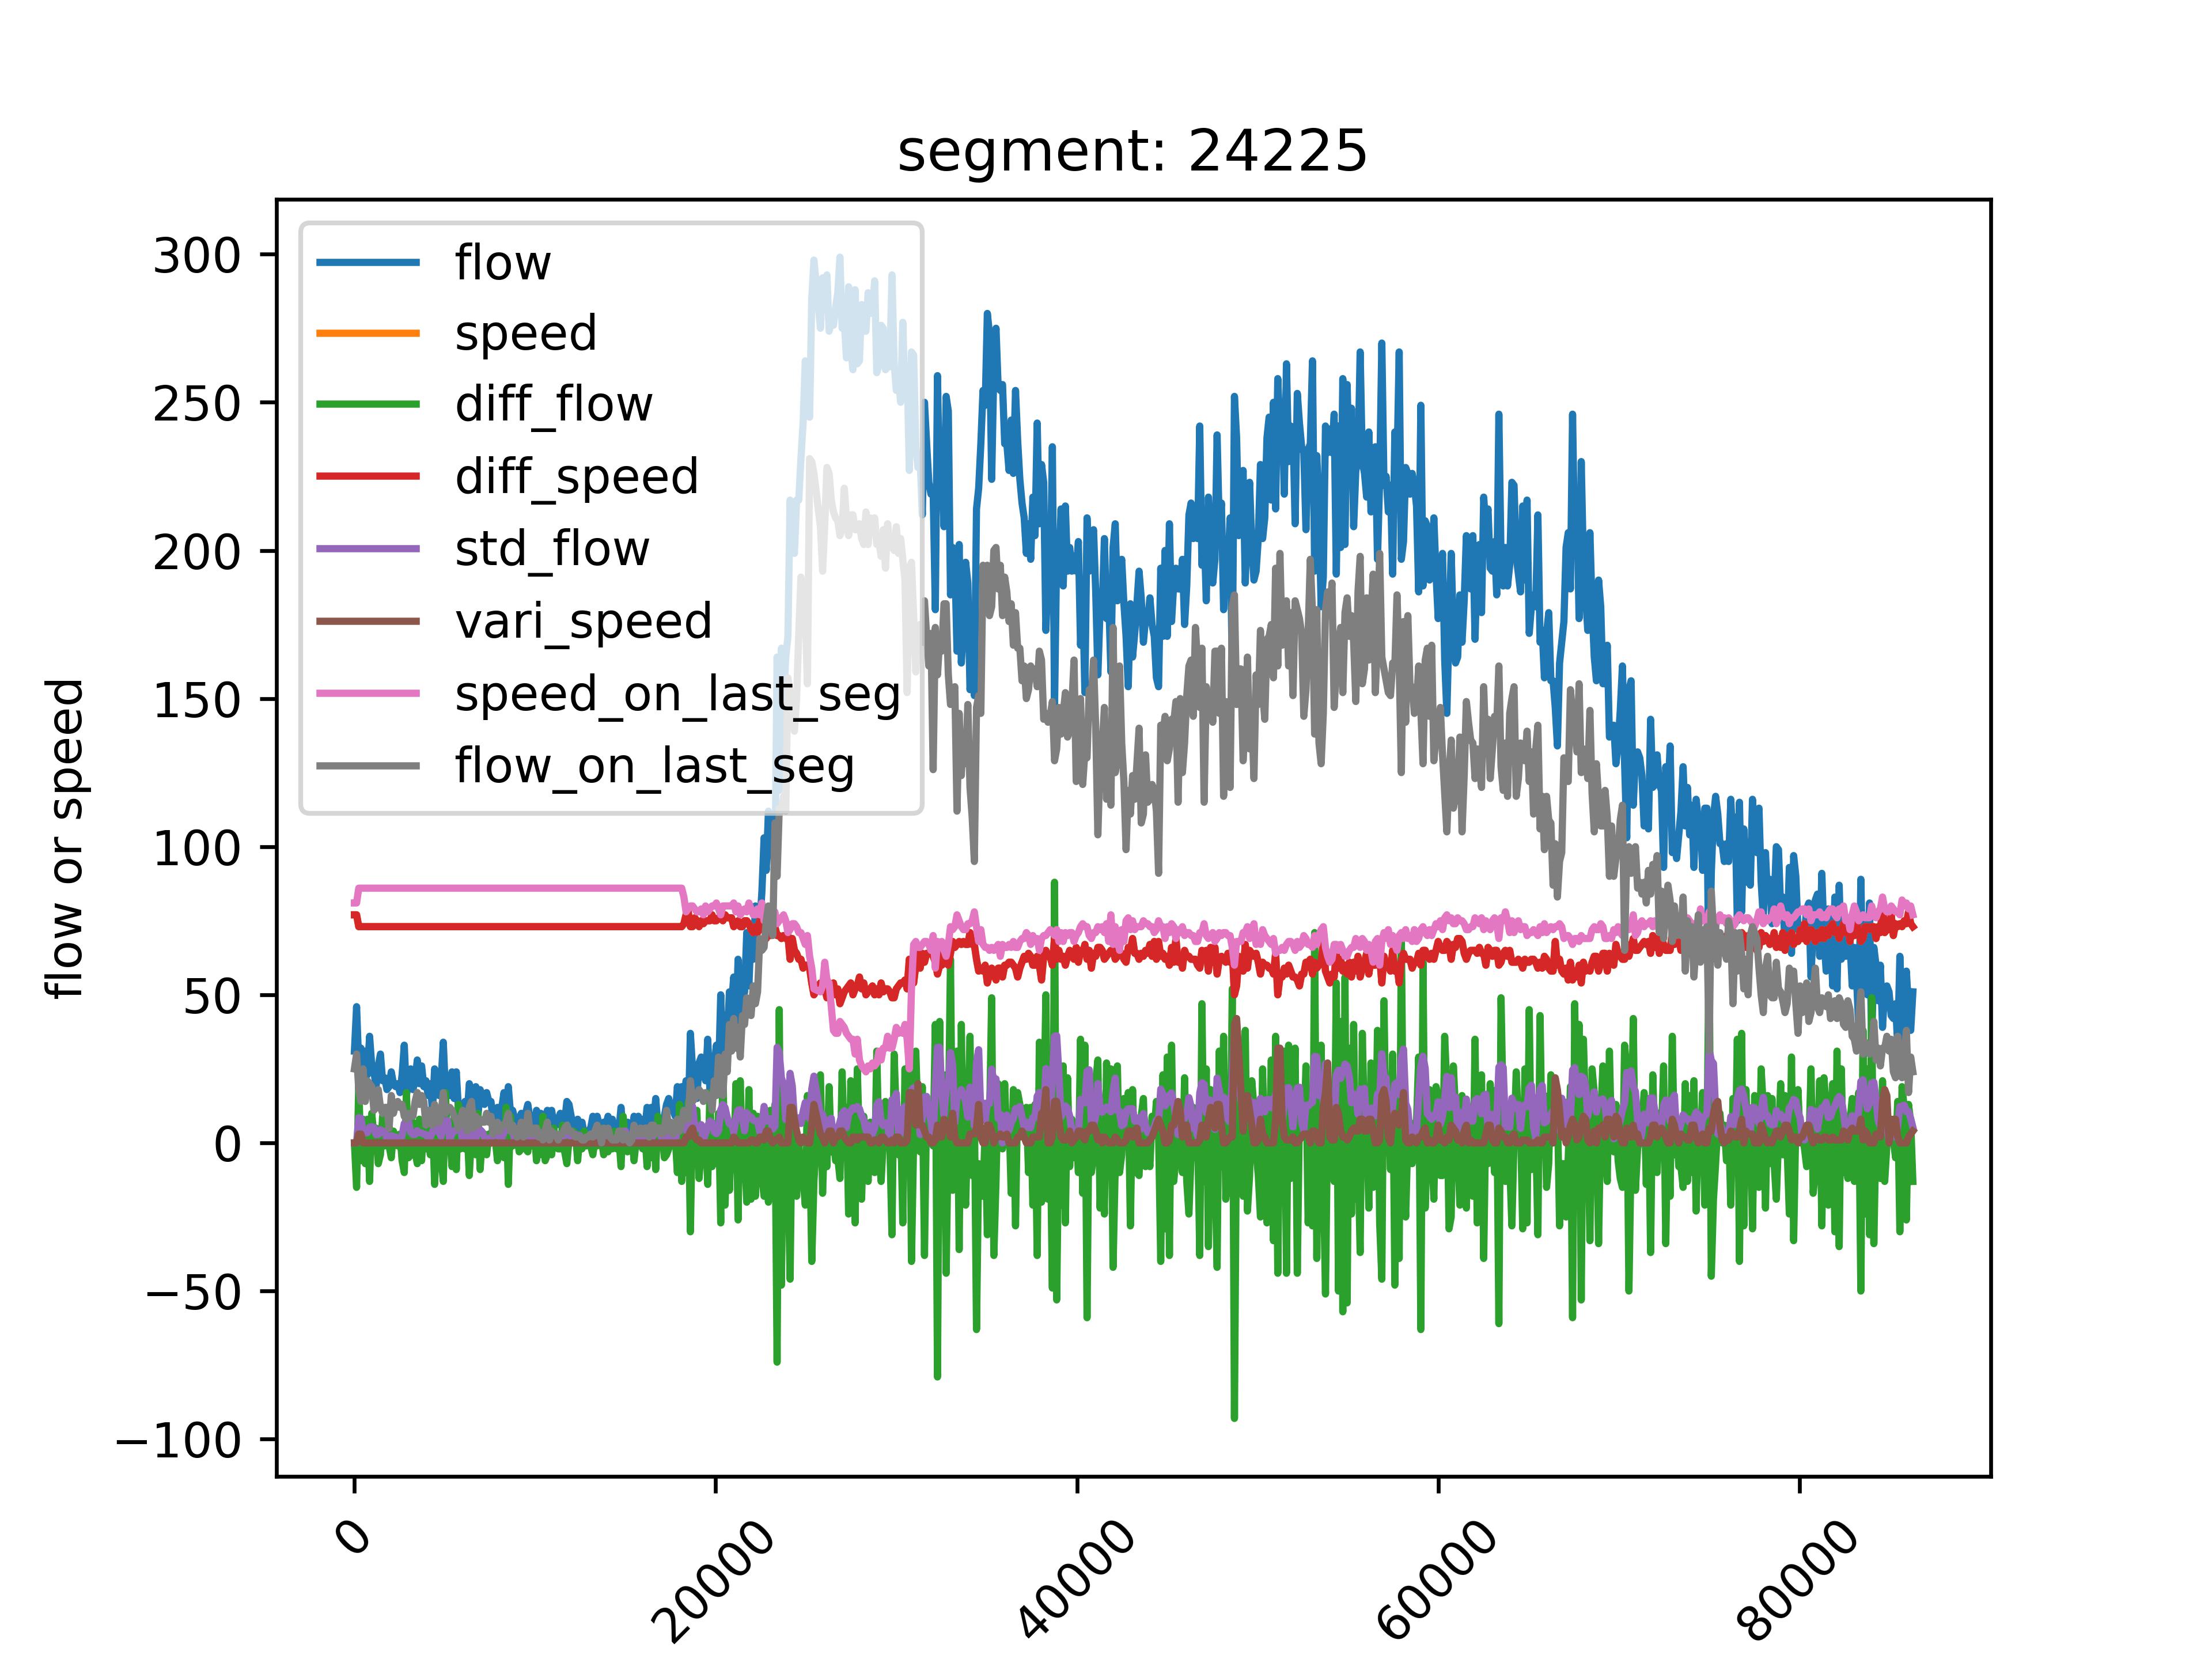 segment: 24225
300
250
200
150
100
50
0
−50
−100
flow or speed
flow
speed
diff_flow
diff_speed
std_flow
vari_speed
speed_on_last_seg
flow_on_last_seg
0
20000
40000
60000
80000